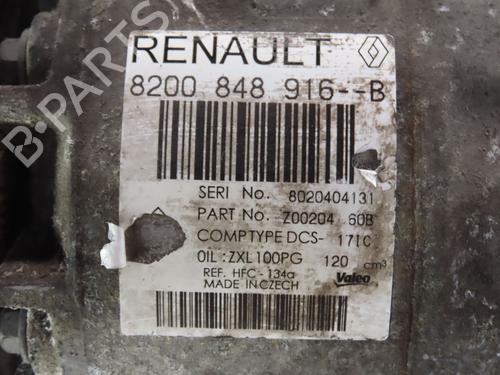 RENAULT
8200 848 916--B
SERI No. 8020404131
PART No. Z00204 60B
COMPTYPE DCS- 171C
OIL :ZXL100PG 120 cm³
REF. HFC-134a
MADE IN CZECH
Valeo